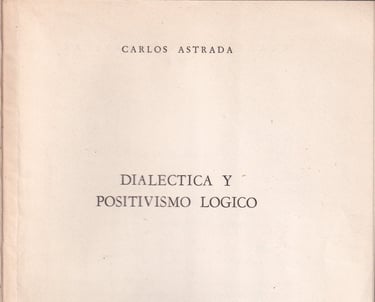 CARLOS ASTRADA
DIALECTICA Y
POSITIVISMO LOGICO